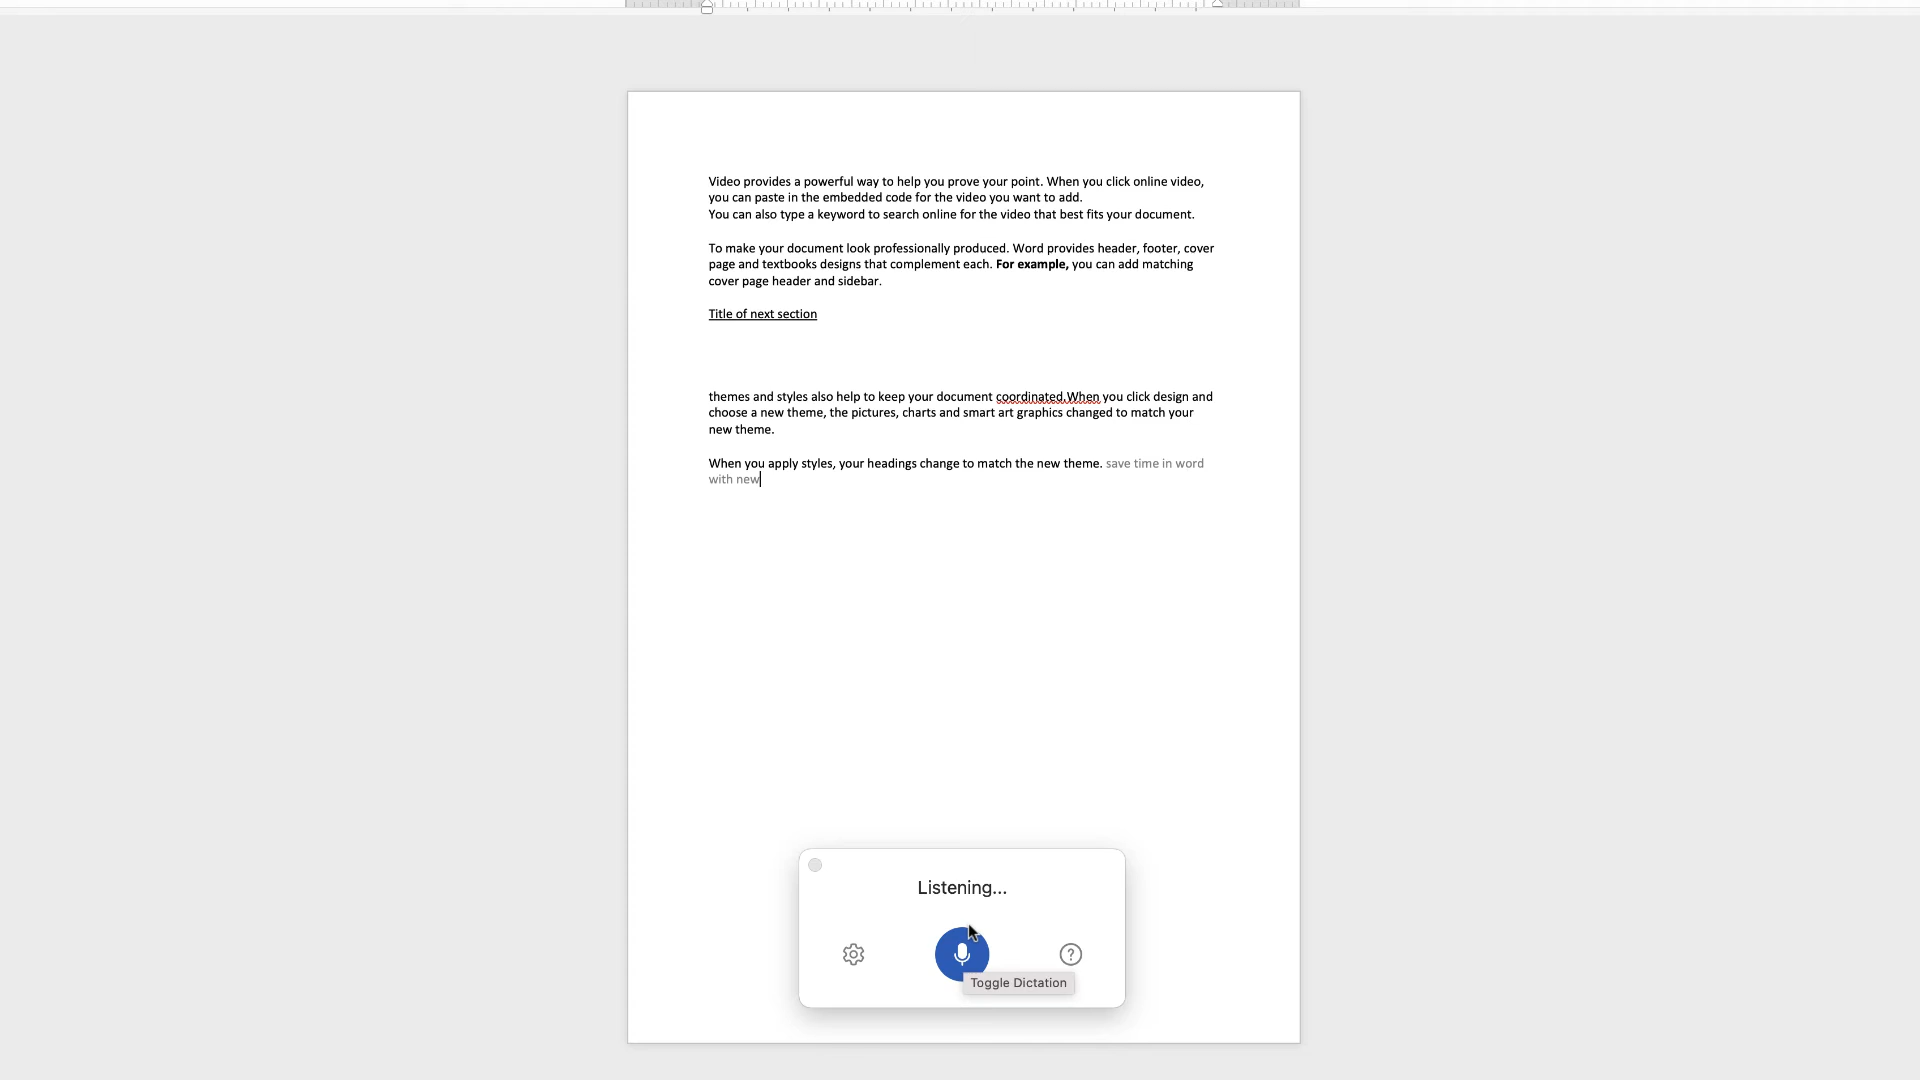 Video provides a powerful way to help you prove your point. When you click online video,
you can paste in the embedded code for the video you want to add.
You can also type a keyword to search online for the video that best fits your document.
To make your document look professionally produced. Word provides header, footer, cover
page and textbooks designs that complement each. For example, you can add matching
cover page header and sidebar.
Title of next section
themes and styles also help to keep your document coordinated.When you click design and
choose a new theme, the pictures, charts and smart art graphics changed to match your
new theme.
When you apply styles, your headings change to match the new theme. save time in word
with new
Listening...
?
Toggle Dictation